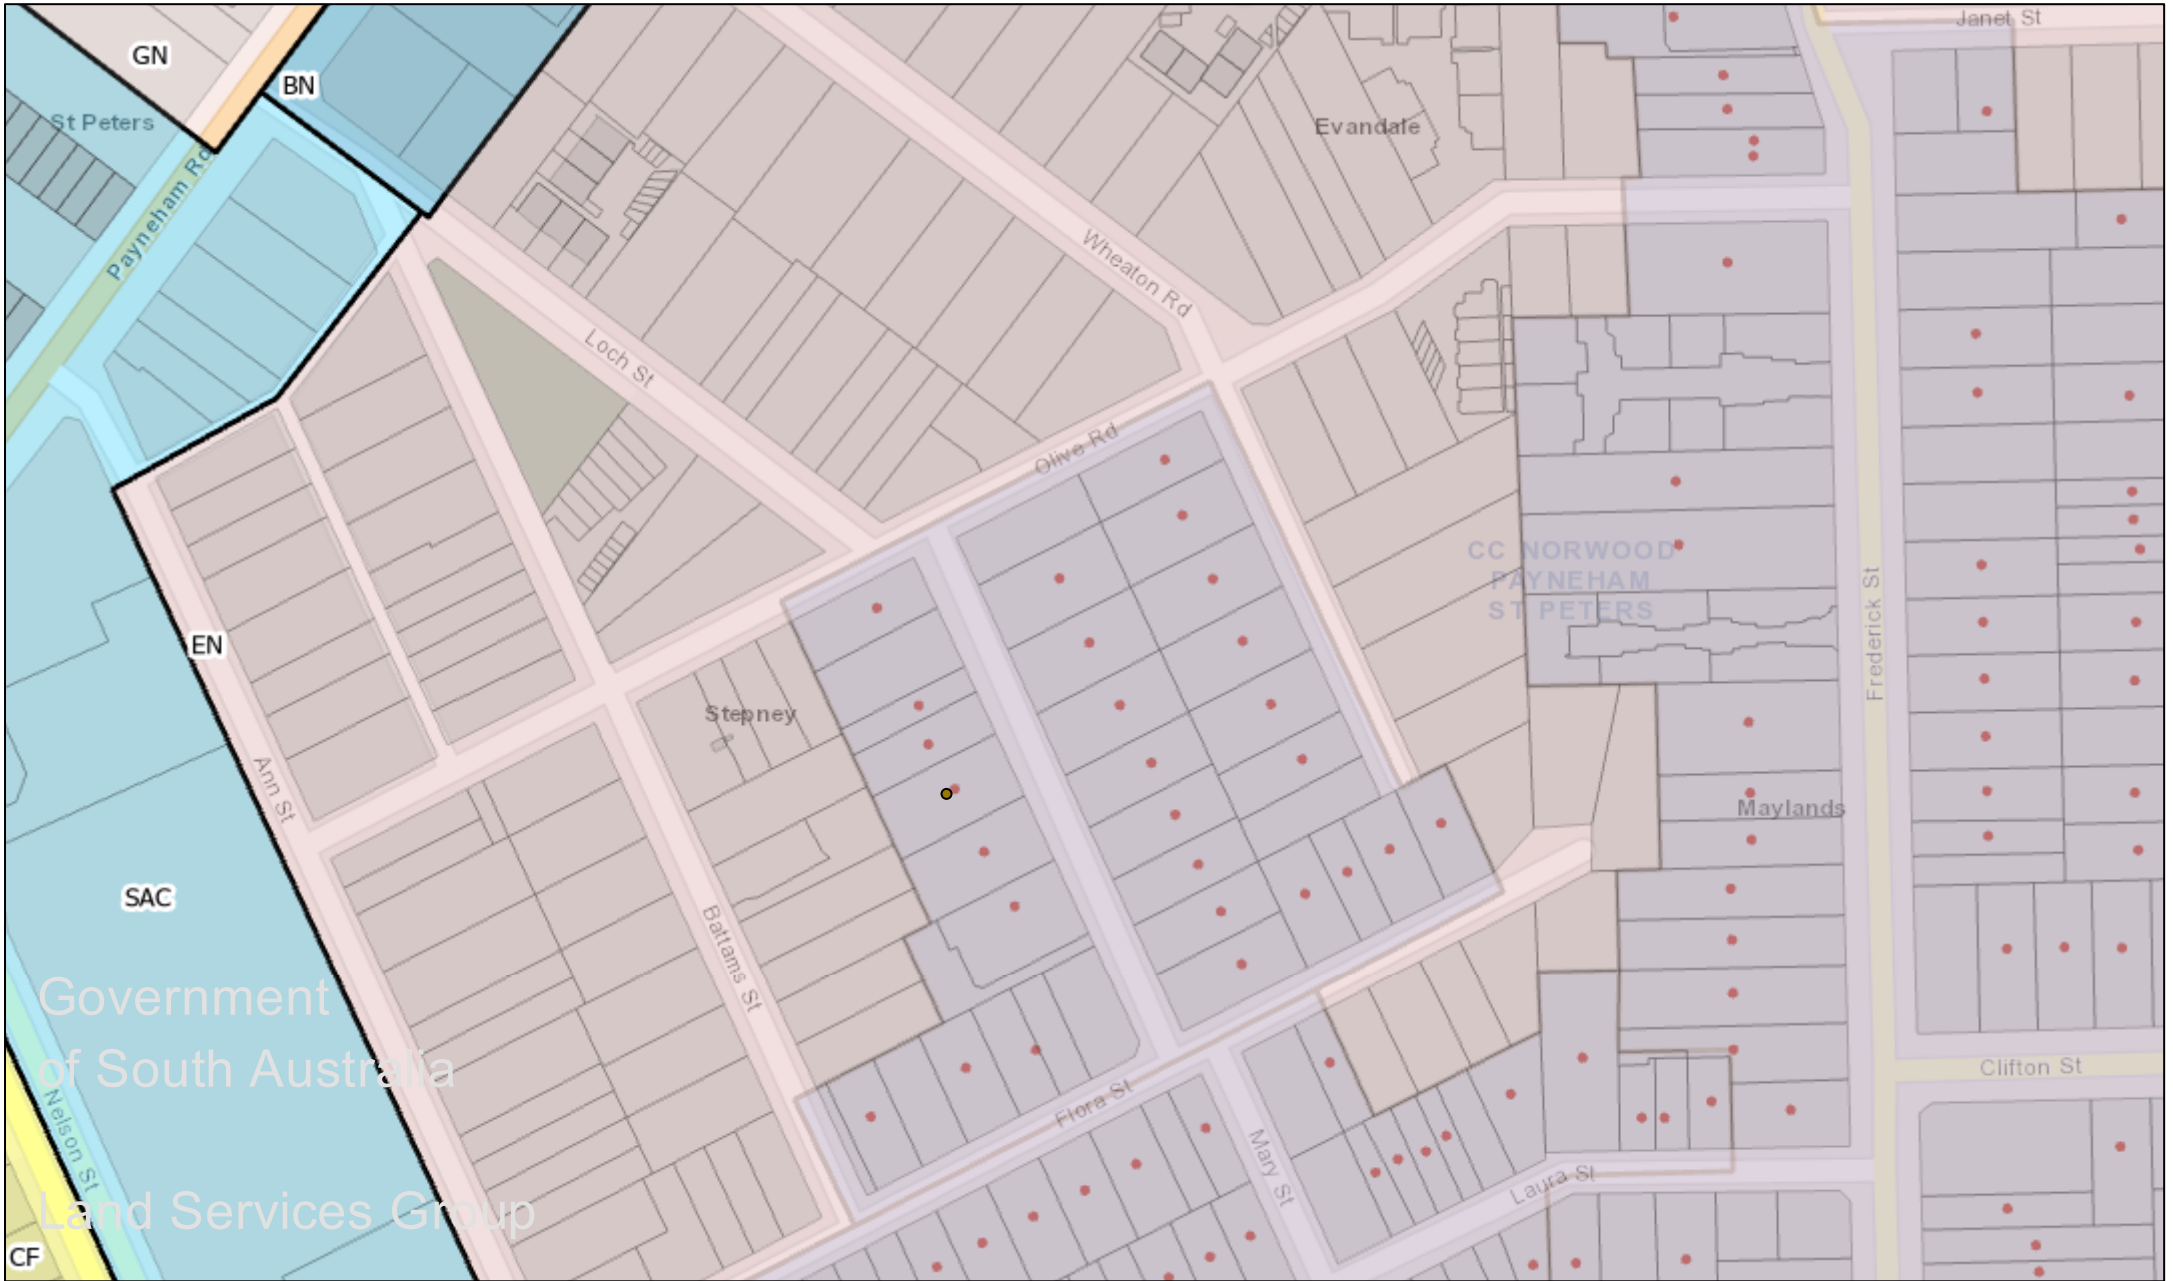 GN
BN
St Peters
Payneham Rd
Janet St
Evandale
Wheaton Rd
Loch St
Olive Rd
CC NORWOOD
PAYNEHAM
ST PETERS
Frederick St
EN
Stepney
Ann St
Maylands
SAC
Battams St
Government
of South Australia
Land Services Group
Nelson St
Flora St
Mary St
Laura St
Clifton St
CF